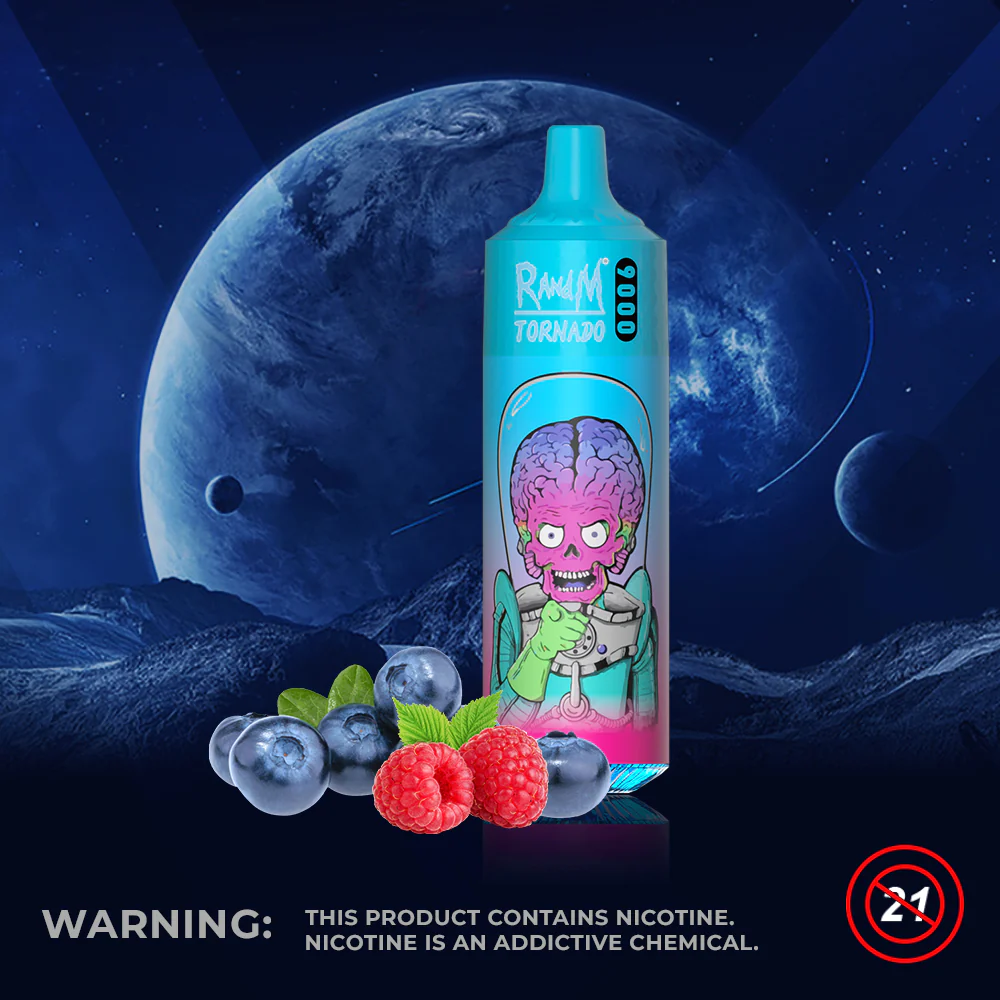 RandM
TORNADO
9000
WARNING:
THIS PRODUCT CONTAINS NICOTINE.
NICOTINE IS AN ADDICTIVE CHEMICAL.
21